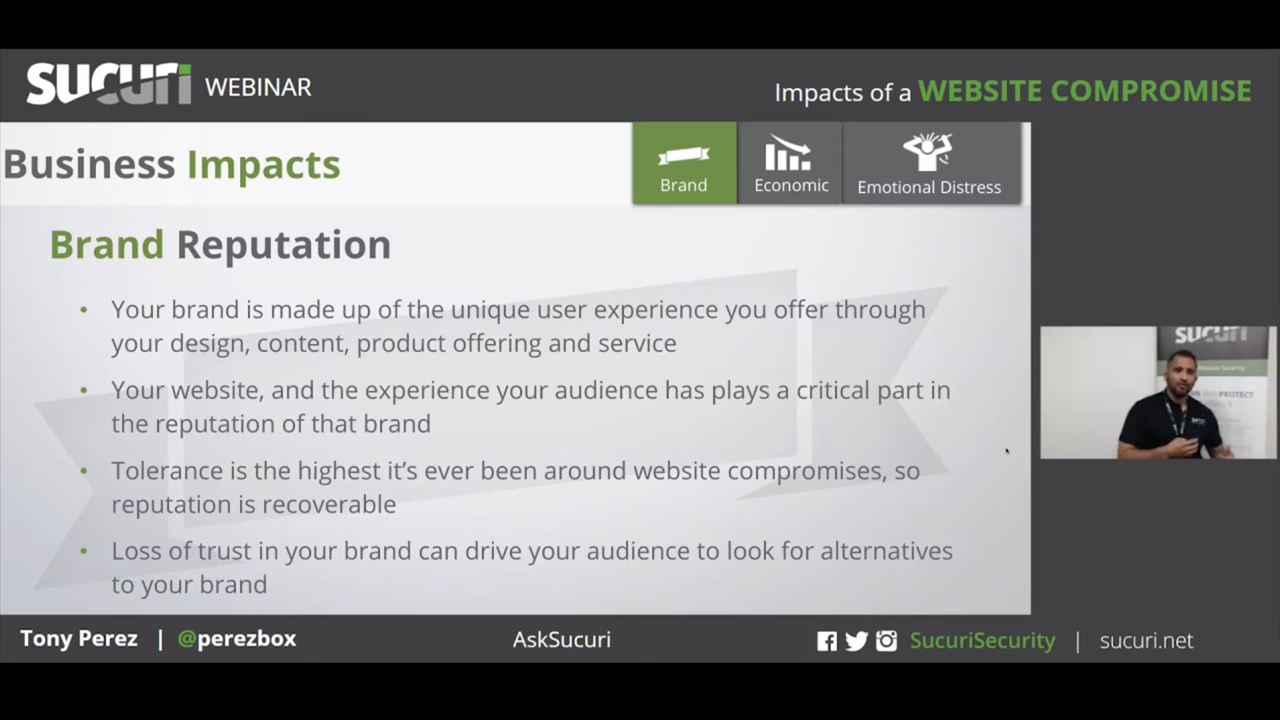 sucuri WEBINAR
Impacts of a WEBSITE COMPROMISE
Business Impacts
Brand
Economic
Emotional Distress
Brand Reputation
• Your brand is made up of the unique user experience you offer through
your design, content, product offering and service
• Your website, and the experience your audience has plays a critical part in
the reputation of that brand
• Tolerance is the highest it’s ever been around website compromises, so
reputation is recoverable
• Loss of trust in your brand can drive your audience to look for alternatives
to your brand
SUCURI
PROTECT
Tony Perez | @perezbox
AskSucuri
SucuriSecurity | sucuri.net